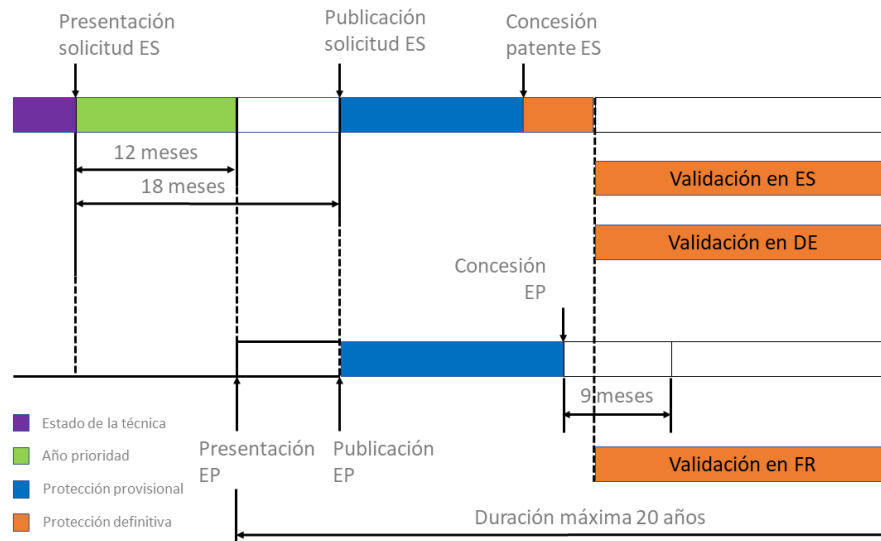 Presentación
solicitud ES
Publicación
solicitud ES
Concesión
patente ES
12 meses
18 meses
Validación en ES
Validación en DE
Concesión
EP
9 meses
Estado de la técnica
Año prioridad
Protección provisional
Protección definitiva
Presentación
EP
Publicación
EP
Validación en FR
Duración máxima 20 años